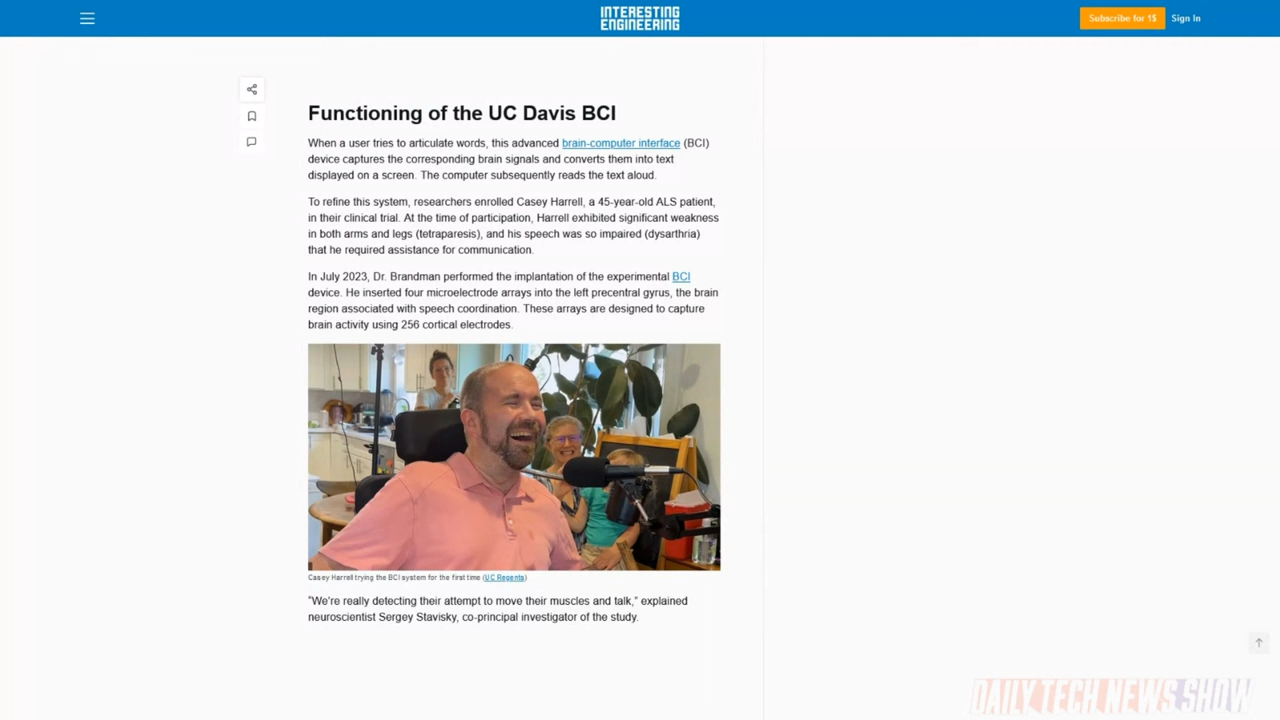 INTERESTING
ENGINEERING
Subscribe for 1$
Sign In
Functioning of the UC Davis BCI
When a user tries to articulate words, this advanced brain-computer interface (BCI)
device captures the corresponding brain signals and converts them into text
displayed on a screen. The computer subsequently reads the text aloud.
To refine this system, researchers enrolled Casey Harrell, a 45-year-old ALS patient,
in their clinical trial. At the time of participation, Harrell exhibited significant weakness
in both arms and legs (tetraparesis), and his speech was so impaired (dysarthria)
that he required assistance for communication.
In July 2023, Dr. Brandman performed the implantation of the experimental BCI
device. He inserted four microelectrode arrays into the left precentral gyrus, the brain
region associated with speech coordination. These arrays are designed to capture
brain activity using 256 cortical electrodes.
Casey Harrell trying the BCI system for the first time (UC Regents)
“We’re really detecting their attempt to move their muscles and talk,” explained
neuroscientist Sergey Stavisky, co-principal investigator of the study.
DAILY TECH NEWS SHOW